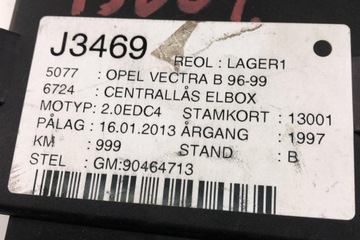 13001
J3469 REOL : LAGER1
5077 : OPEL VECTRA B 96-99
6724 : CENTRALLÅS ELBOX
MOTYP: 2.0EDC4 STAMKORT : 13001
PÅLAG : 16.01.2013 ÅRGANG : 1997
KM : 999 STAND : B
STEL : GM:90464713